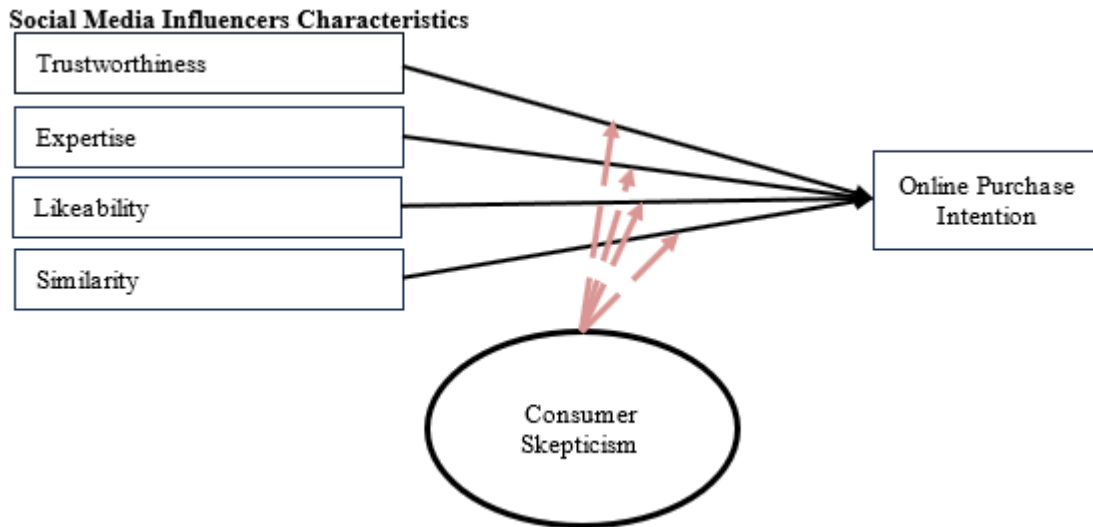 Social Media Influencers Characteristics
Trustworthiness
Expertise
Likeability
Similarity
Online Purchase
Intention
Consumer
Skepticism